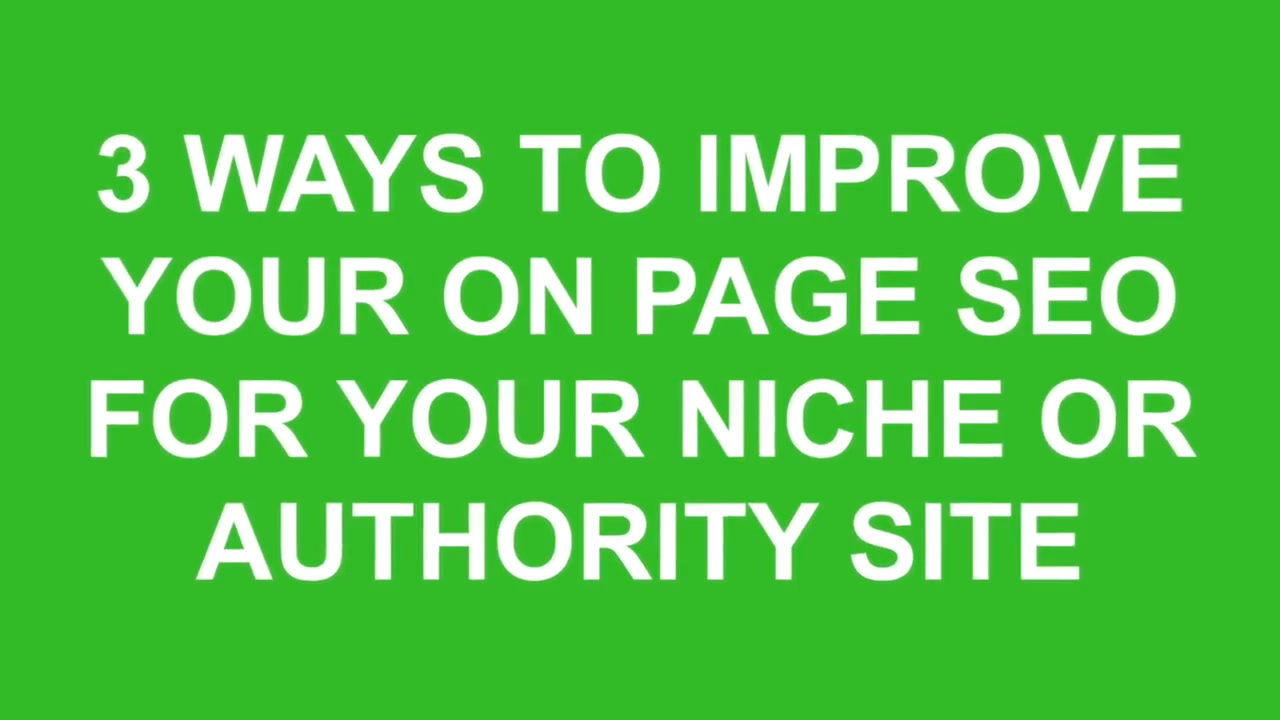 3 WAYS TO IMPROVE
YOUR ON PAGE SEO
FOR YOUR NICHE OR
AUTHORITY SITE